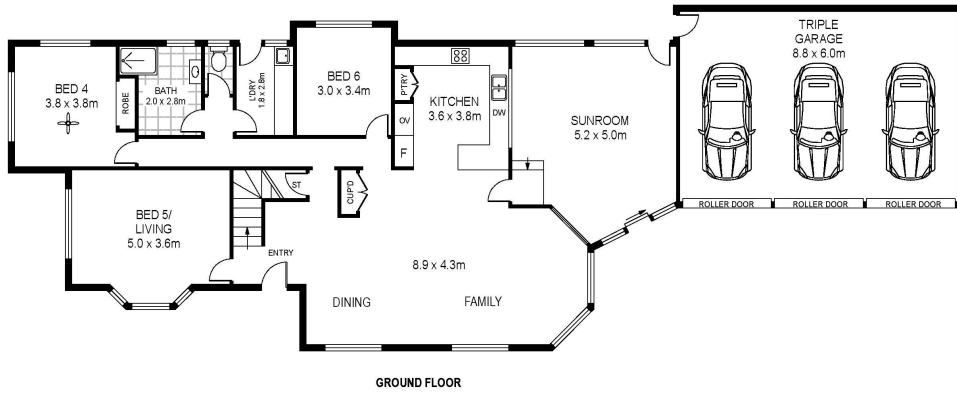 TRIPLE
GARAGE
8.8 x 6.0m
BED 4
3.8 x 3.8m
ROBE
BATH
2.0 x 2.8m
L'DRY
1.8 x 2.8m
BED 6
3.0 x 3.4m
P'TRY
OV
F
KITCHEN
3.6 x 3.8m
DW
SUNROOM
5.2 x 5.0m
ROLLER DOOR
ROLLER DOOR
ROLLER DOOR
ST
CUP'D
BED 5/
LIVING
5.0 x 3.6m
ENTRY
8.9 x 4.3m
DINING
FAMILY
GROUND FLOOR